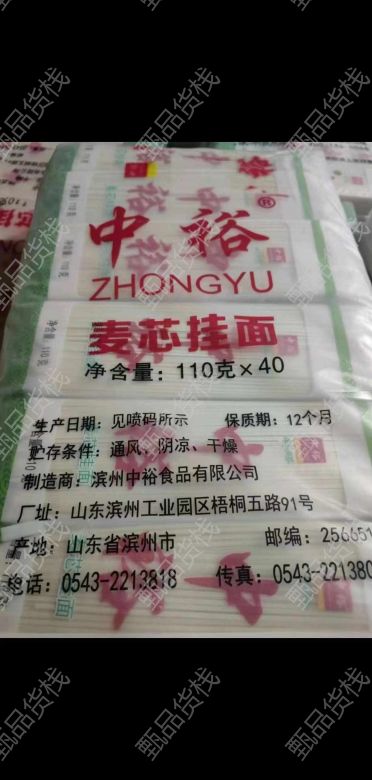 中裕®
ZHONGYU
麦芯挂面
净含量：110克×40
生产日期：见喷码所示 保质期：12个月
贮存条件：通风、阴凉、干燥
制造商：滨州中裕食品有限公司
厂址：山东滨州工业园区梧桐五路91号
产地：山东省滨州市 邮编：256651
电话：0543-2213818 传真：0543-221380
甄品货栈